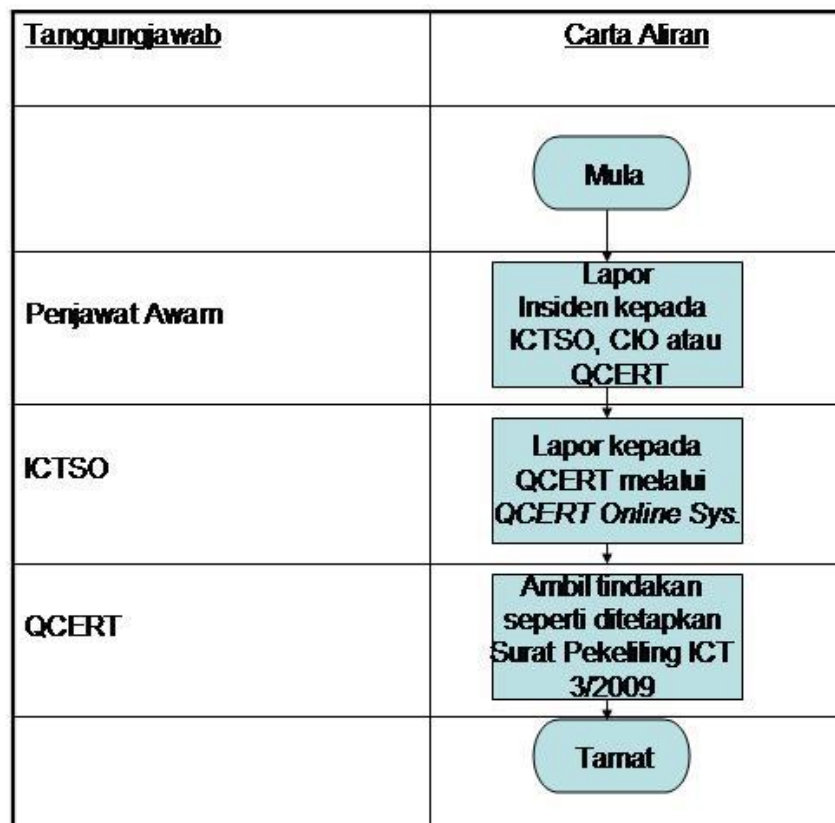 Tanggungjawab
Carta Aliran
Mula
Penjawat Awam
Lapor
Insiden kepada
ICTSO, CIO atau
QCERT
ICTSO
Lapor kepada
QCERT melalui
QCERT Online Sys.
QCERT
Ambil tindakan
seperti ditetapkan
Surat Pekeliling ICT
3/2009
Tamat